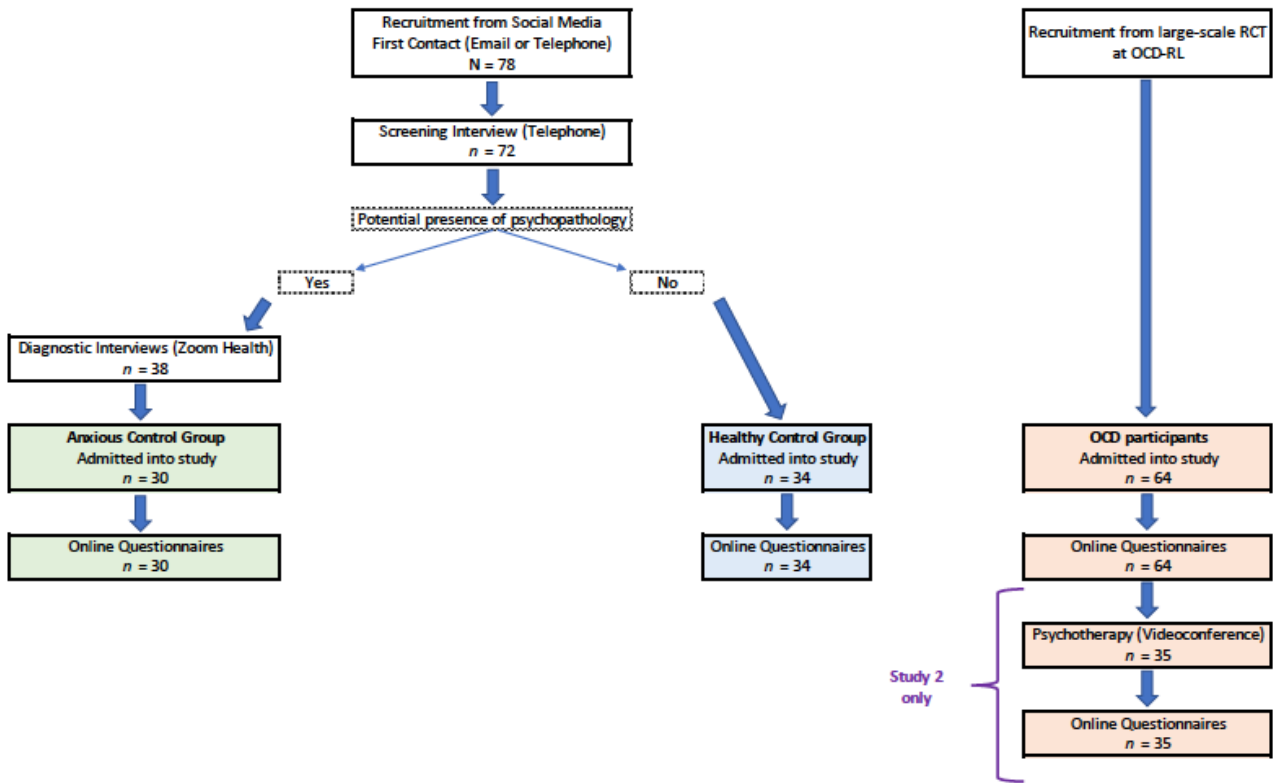 Recruitment from Social Media
First Contact (Email or Telephone)
N = 78
Recruitment from large-scale RCT
at OCD-RL
Screening Interview (Telephone)
n = 72
Potential presence of psychopathology
Yes
No
Diagnostic Interviews (Zoom Health)
n = 38
Anxious Control Group
Admitted into study
n = 30
Healthy Control Group
Admitted into study
n = 34
OCD participants
Admitted into study
n = 64
Online Questionnaires
n = 30
Online Questionnaires
n = 34
Online Questionnaires
n = 64
Psychotherapy (Videoconference)
n = 35
Study 2
only
Online Questionnaires
n = 35